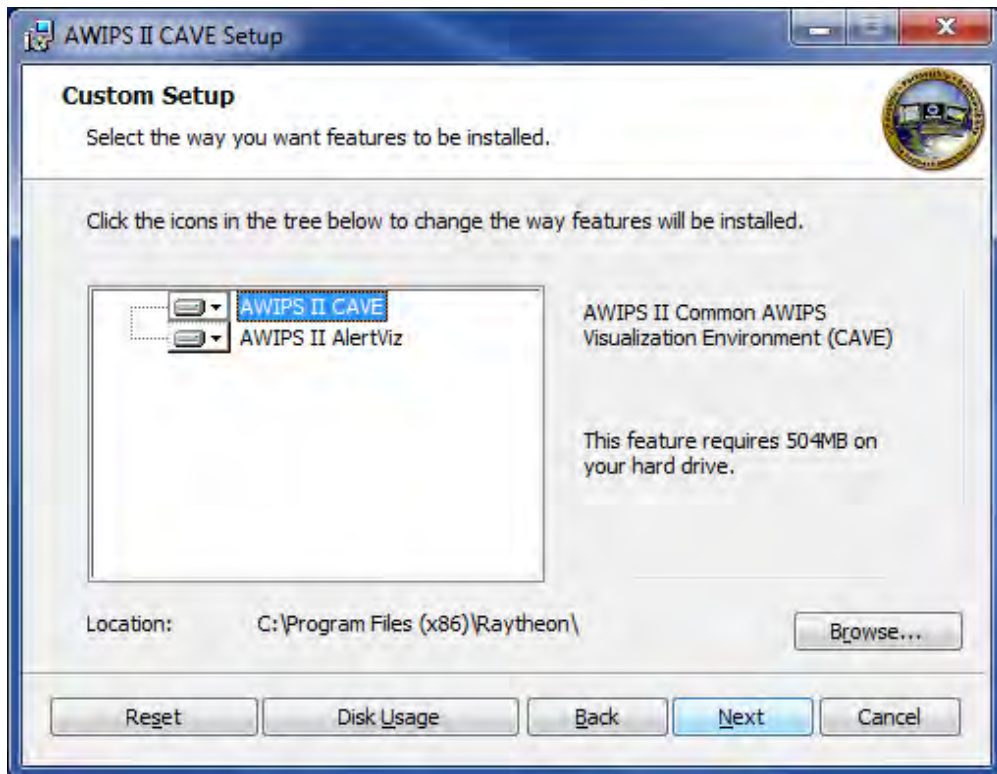 AWIPS II CAVE Setup
Custom Setup
Select the way you want features to be installed.
Click the icons in the tree below to change the way features will be installed.
AWIPS II CAVE
AWIPS II AlertViz
AWIPS II Common AWIPS
Visualization Environment (CAVE)
This feature requires 504MB on
your hard drive.
Location: C:\Program Files (x86)\Raytheon\
Browse...
Reset Disk Usage Back Next Cancel